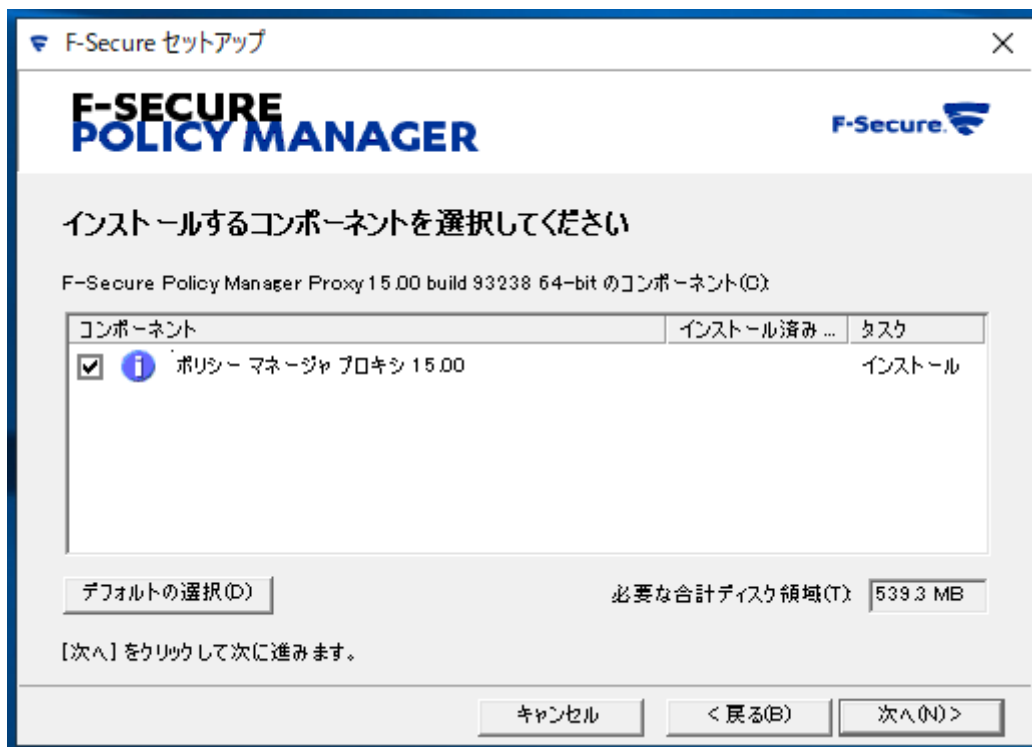 F-Secure セットアップ
F-SECURE
POLICY MANAGER
F-Secure.
インストールするコンポーネントを選択してください
F-Secure Policy Manager Proxy 15.00 build 93238 64-bit のコンポーネント(C):
コンポーネント インストール済み ... タスク
ポリシー マネージャ プロキシ 15.00 インストール
デフォルトの選択(D) 必要な合計ディスク領域(T): 539.3 MB
[次へ] をクリックして次に進みます。
キャンセル < 戻る(B) 次へ(N) >